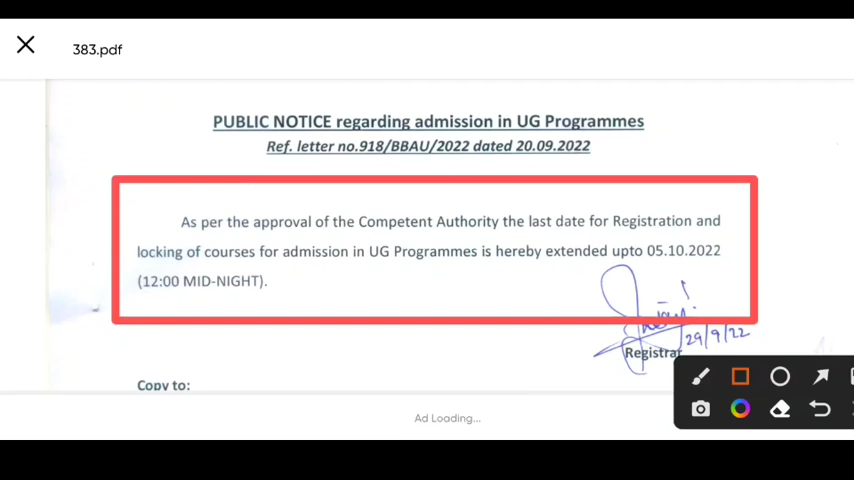 383.pdf
PUBLIC NOTICE regarding admission in UG Programmes
Ref. letter no.918/BBAU/2022 dated 20.09.2022
As per the approval of the Competent Authority the last date for Registration and
locking of courses for admission in UG Programmes is hereby extended upto 05.10.2022
(12:00 MID-NIGHT).
29/9/22
Registrar
Copy to:
Ad Loading...